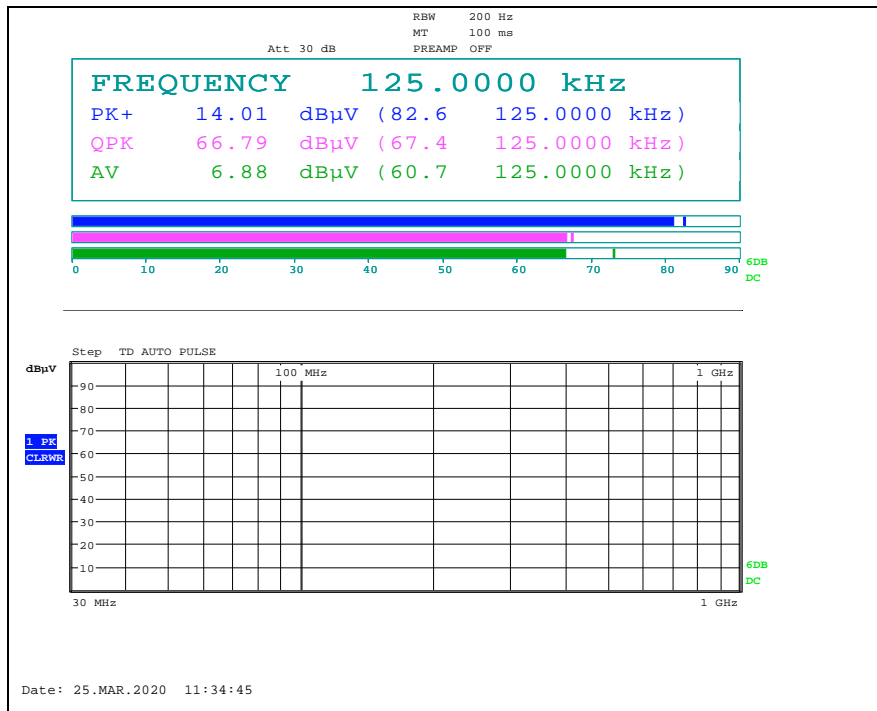 RBW 200 Hz
MT 100 ms
Att 30 dB PREAMP OFF
FREQUENCY 125.0000 kHz
PK+ 14.01 dBµV (82.6 125.0000 kHz)
QPK 66.79 dBµV (67.4 125.0000 kHz)
AV 6.88 dBµV (60.7 125.0000 kHz)
0 10 20 30 40 50 60 70 80 90
6DB
DC
Step TD AUTO PULSE
dBµV
100 MHz 1 GHz
90
80
70
1 PK
CLRWR
60
50
40
30
20
10
6DB
DC
30 MHz 1 GHz
Date: 25.MAR.2020 11:34:45